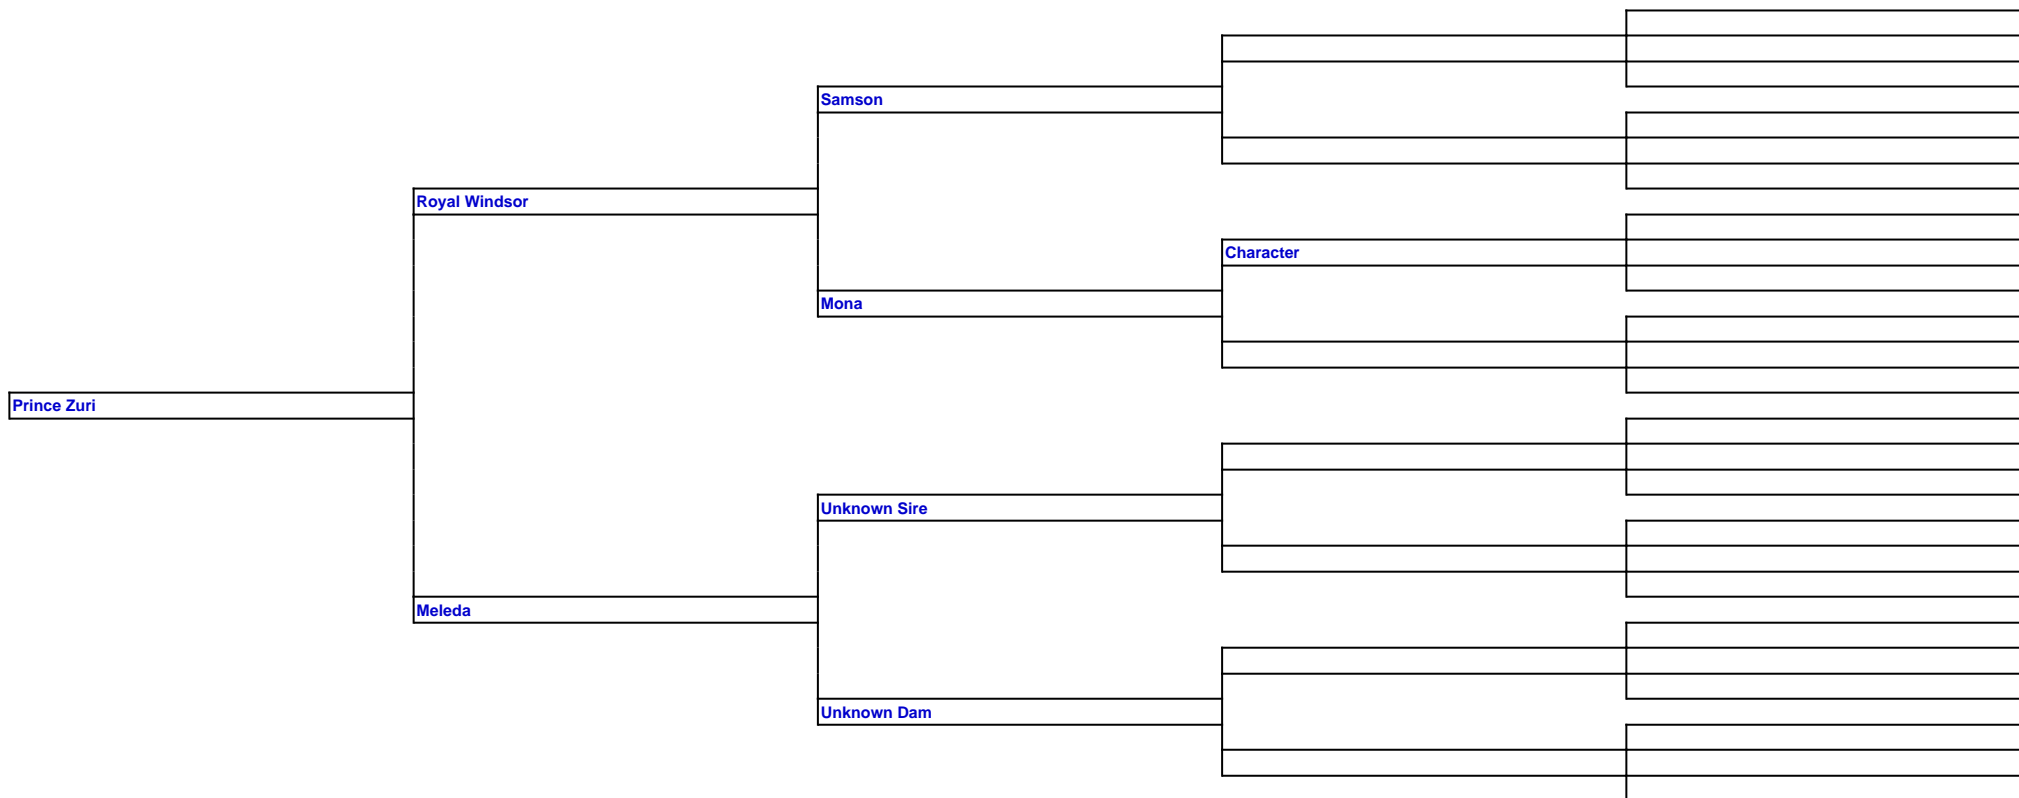 Samson
Royal Windsor
Character
Mona
Prince Zuri
Unknown Sire
Meleda
Unknown Dam